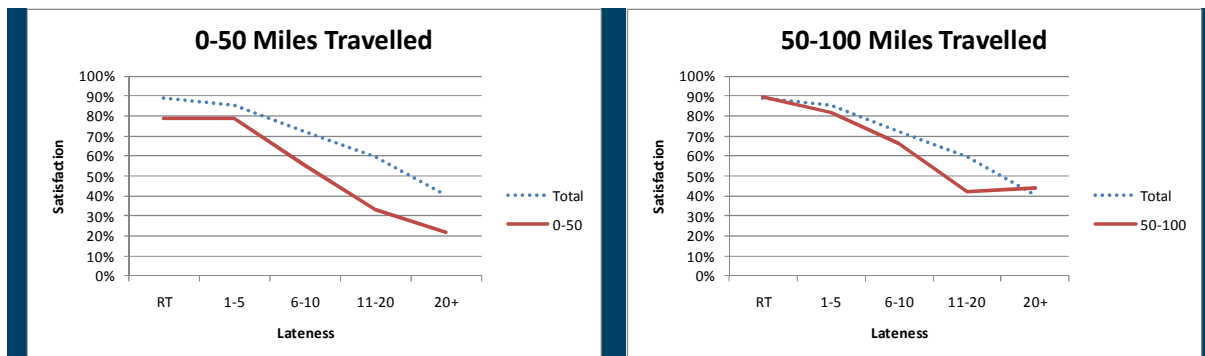 0-50 Miles Travelled
100%
90%
80%
70%
60%
50%
40%
30%
20%
10%
0%
Satisfaction
RT 1-5 6-10 11-20 20+
Lateness
Total
0-50
50-100 Miles Travelled
100%
90%
80%
70%
60%
50%
40%
30%
20%
10%
0%
Satisfaction
RT 1-5 6-10 11-20 20+
Lateness
Total
50-100